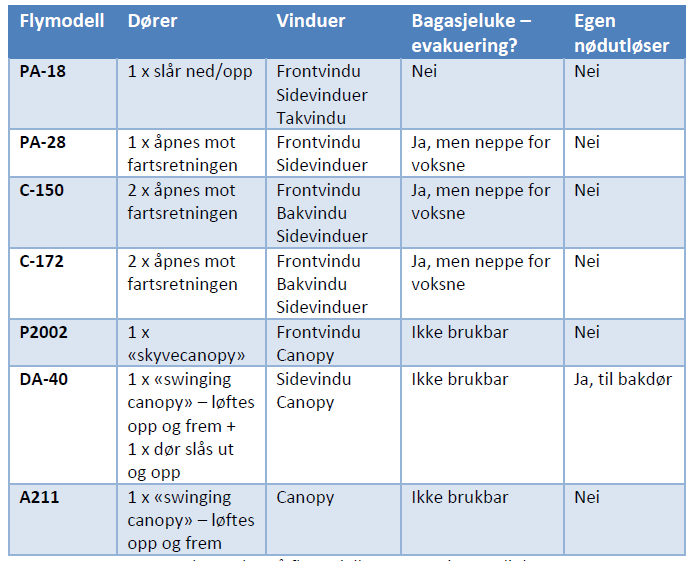 Flymodell Dører Vinduer Bagasjeluke – Egen
evakuering? nødutløser
PA-18 1 x slår ned/opp Frontvindu Nei Nei
Sidevinduer
Takvindu
PA-28 1 x åpnes mot Frontvindu Ja, men neppe for Nei
fartsretningen Sidevinduer voksne
C-150 2 x åpnes mot Frontvindu Ja, men neppe for Nei
fartsretningen Bakvindu voksne
Sidevinduer
C-172 2 x åpnes mot Frontvindu Ja, men neppe for Nei
fartsretningen Bakvindu voksne
Sidevinduer
P2002 1 x Frontvindu Ikke brukbar Nei
«skyvecanopy» Canopy
DA-40 1 x «swinging Sidevindu Ikke brukbar Ja, til bakdør
canopy» – løftes Canopy
opp og frem +
1 x dør slås ut
og opp
A211 1 x «swinging Canopy Ikke brukbar Nei
canopy» – løftes
opp og frem